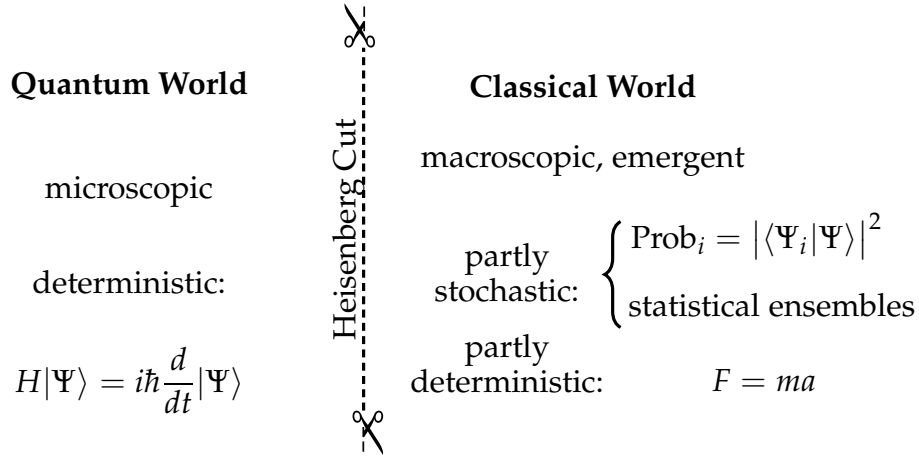 Quantum World
microscopic
deterministic:
H|Ψ⟩ = iℏ d/dt |Ψ⟩
Heisenberg Cut
Classical World
macroscopic, emergent
partly
stochastic:
Prob_i = |⟨Ψ_i|Ψ⟩|^2
statistical ensembles
partly
deterministic:
F = ma